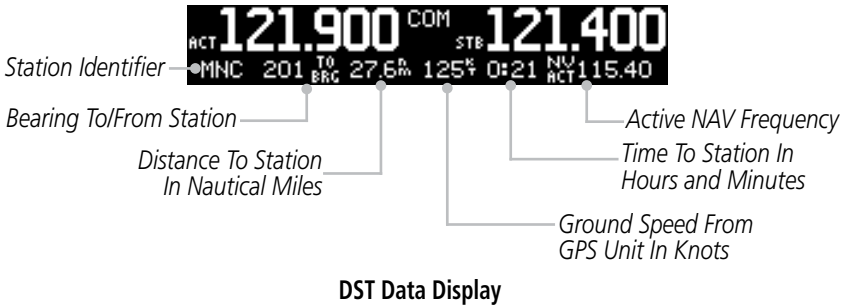 ACT 121.900 COM STB 121.400
MNC 201 TO BRG 27.6 nm 125 kt 0:21 NV ACT 115.40
Station Identifier
Bearing To/From Station
Distance To Station
In Nautical Miles
Active NAV Frequency
Time To Station In
Hours and Minutes
Ground Speed From
GPS Unit In Knots
DST Data Display